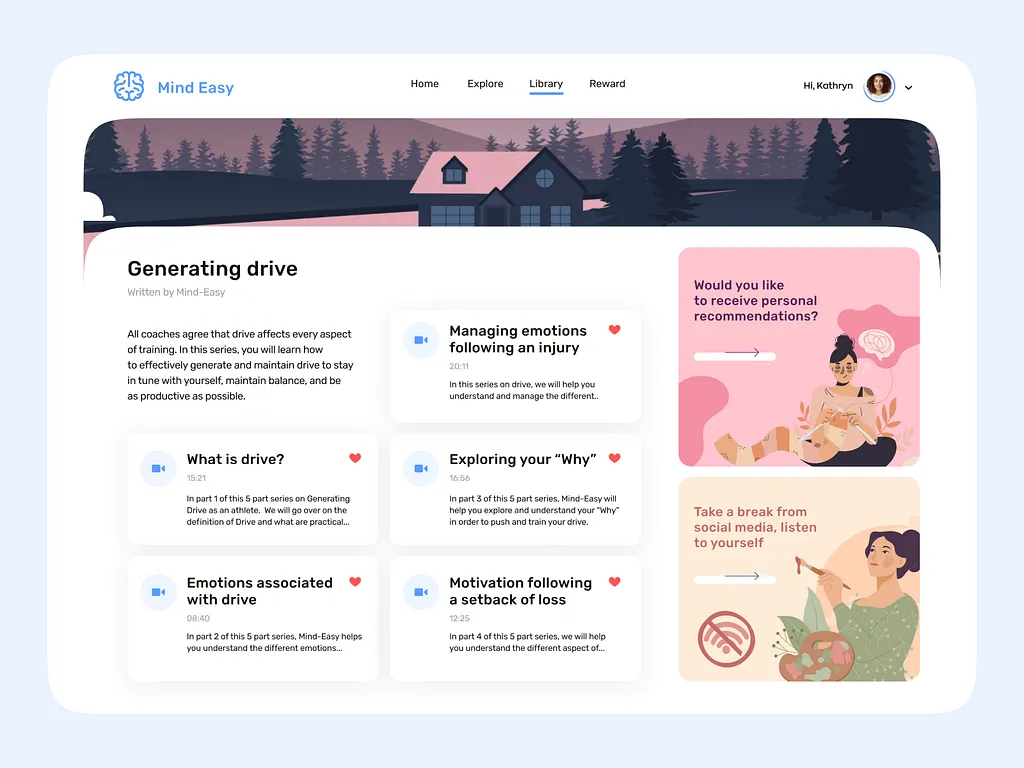 Mind Easy
Home
Explore
Library
Reward
Hi, Kathryn
Generating drive
Written by Mind-Easy
All coaches agree that drive affects every aspect
of training. In this series, you will learn how
to effectively generate and maintain drive to stay
in tune with yourself, maintain balance, and be
as productive as possible.
Managing emotions
following an injury
20:11
In this series on drive, we will help you
understand and manage the different..
What is drive?
15:21
In part 1 of this 5 part series on Generating
Drive as an athlete. We will go over on the
definition of Drive and what are practical...
Exploring your “Why”
16:56
In part 3 of this 5 part series, Mind-Easy will
help you explore and understand your “Why”
in order to push and train your drive.
Emotions associated
with drive
08:40
In part 2 of this 5 part series, Mind-Easy helps
you understand the different emotions...
Motivation following
a setback of loss
12:25
In part 4 of this 5 part series, we will help
you understand the different aspect of...
Would you like
to receive personal
recommendations?
Take a break from
social media, listen
to yourself